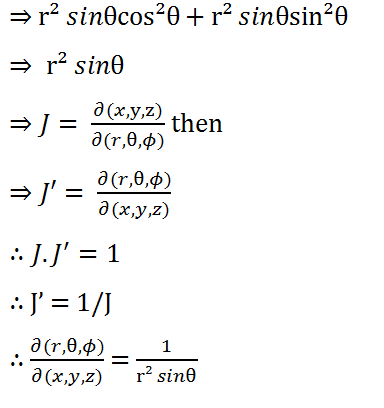 ⇒ r² sinθcos²θ + r² sinθsin²θ
⇒ r² sinθ
⇒ J = ∂(x,y,z)/∂(r,θ,ϕ) then
⇒ J′ = ∂(r,θ,ϕ)/∂(x,y,z)
∴ J.J′ = 1
∴ J’ = 1/J
∴ ∂(r,θ,ϕ)/∂(x,y,z) = 1/r² sinθ